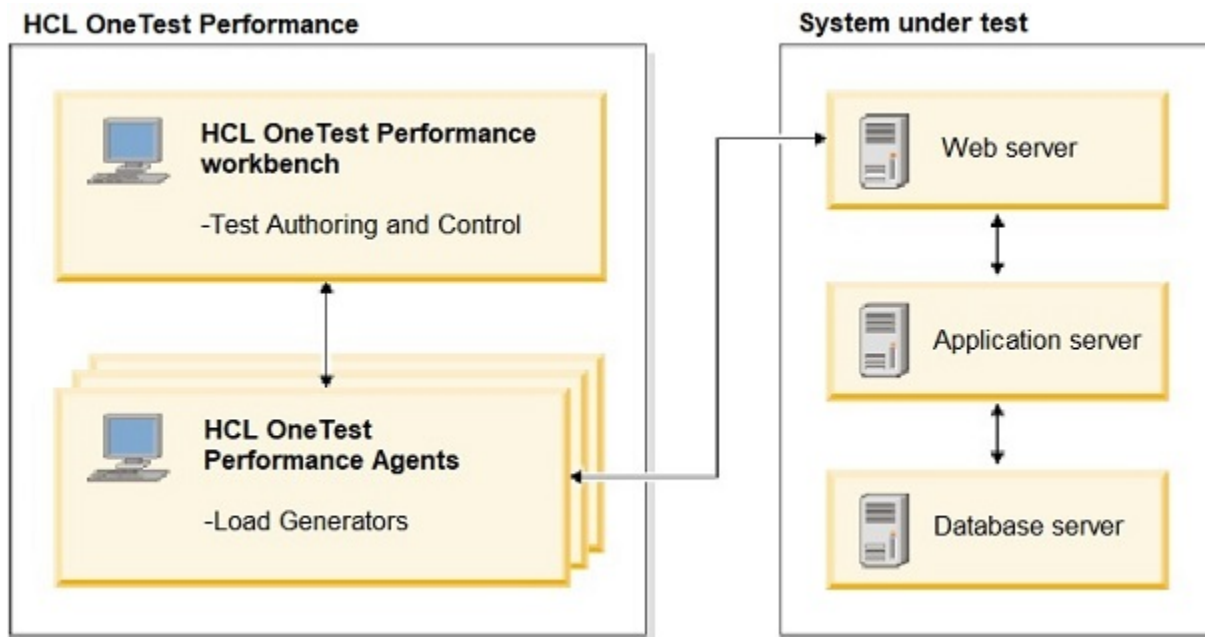 HCL OneTest Performance
HCL OneTest Performance
workbench
-Test Authoring and Control
HCL OneTest
Performance Agents
-Load Generators
System under test
Web server
Application server
Database server